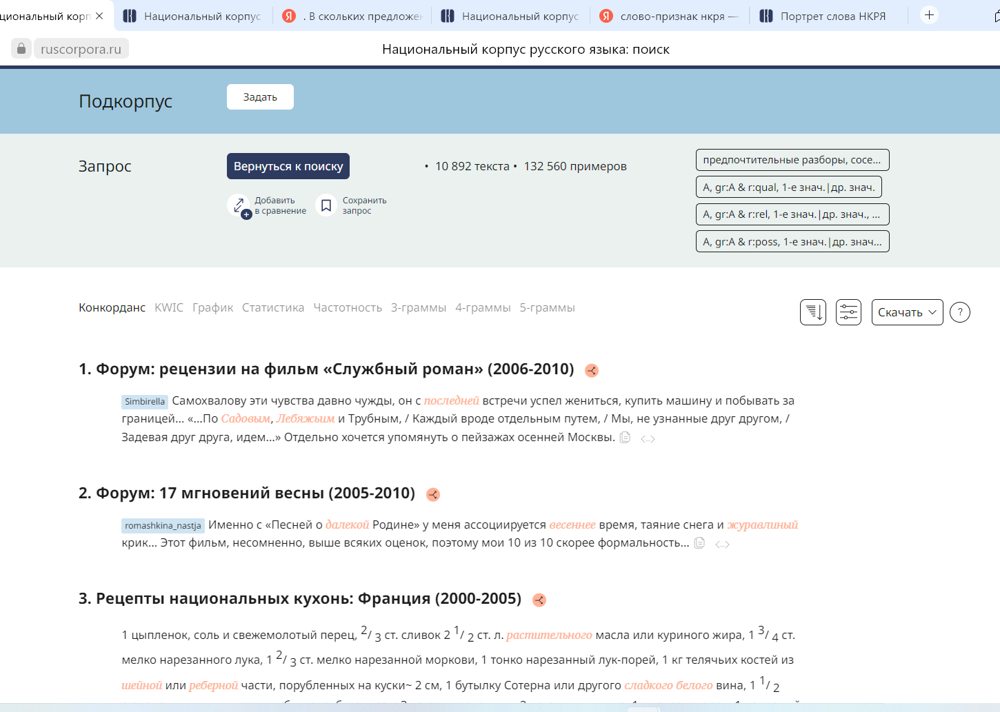 циональный корп
Национальный корпус
. В скольких предложен
Национальный корпус
слово-признак нкря —
Портрет слова НКРЯ
ruscorpora.ru
Национальный корпус русского языка: поиск
Подкорпус
Задать
Запрос
Вернуться к поиску
• 10 892 текста • 132 560 примеров
Добавить
в сравнение
Сохранить
запрос
предпочтительные разборы, сосе...
A, gr:A & r:qual, 1-е знач.|др. знач.
A, gr:A & r:rel, 1-е знач.|др. знач., ...
A, gr:A & r:poss, 1-е знач.|др. знач...
Конкорданс KWIC График Статистика Частотность 3-граммы 4-граммы 5-граммы
Скачать
?
1. Форум: рецензии на фильм «Службный роман» (2006-2010)
Simbirella Самохвалову эти чувства давно чужды, он с последней встречи успел жениться, купить машину и побывать за
границей... «...По Садовым, Лебяжьим и Трубным, / Каждый вроде отдельным путем, / Мы, не узнанные друг другом, /
Задевая друг друга, идем...» Отдельно хочется упомянуть о пейзажах осенней Москвы. <...>
2. Форум: 17 мгновений весны (2005-2010)
romashkina_nastja Именно с «Песней о далекой Родине» у меня ассоциируется весеннее время, таяние снега и журавлиный
крик... Этот фильм, несомненно, выше всяких оценок, поэтому мои 10 из 10 скорее формальность... <...>
3. Рецепты национальных кухонь: Франция (2000-2005)
1 цыпленок, соль и свежемолотый перец, 2/ 3 ст. сливок 2 1/ 2 ст. л. растительного масла или куриного жира, 1 3/ 4 ст.
мелко нарезанного лука, 1 2/ 3 ст. мелко нарезанной моркови, 1 тонко нарезанный лук-порей, 1 кг телячьих костей из
шейной или реберной части, порубленных на куски~ 2 см, 1 бутылку Сотерна или другого сладкого белого вина, 1 1/ 2